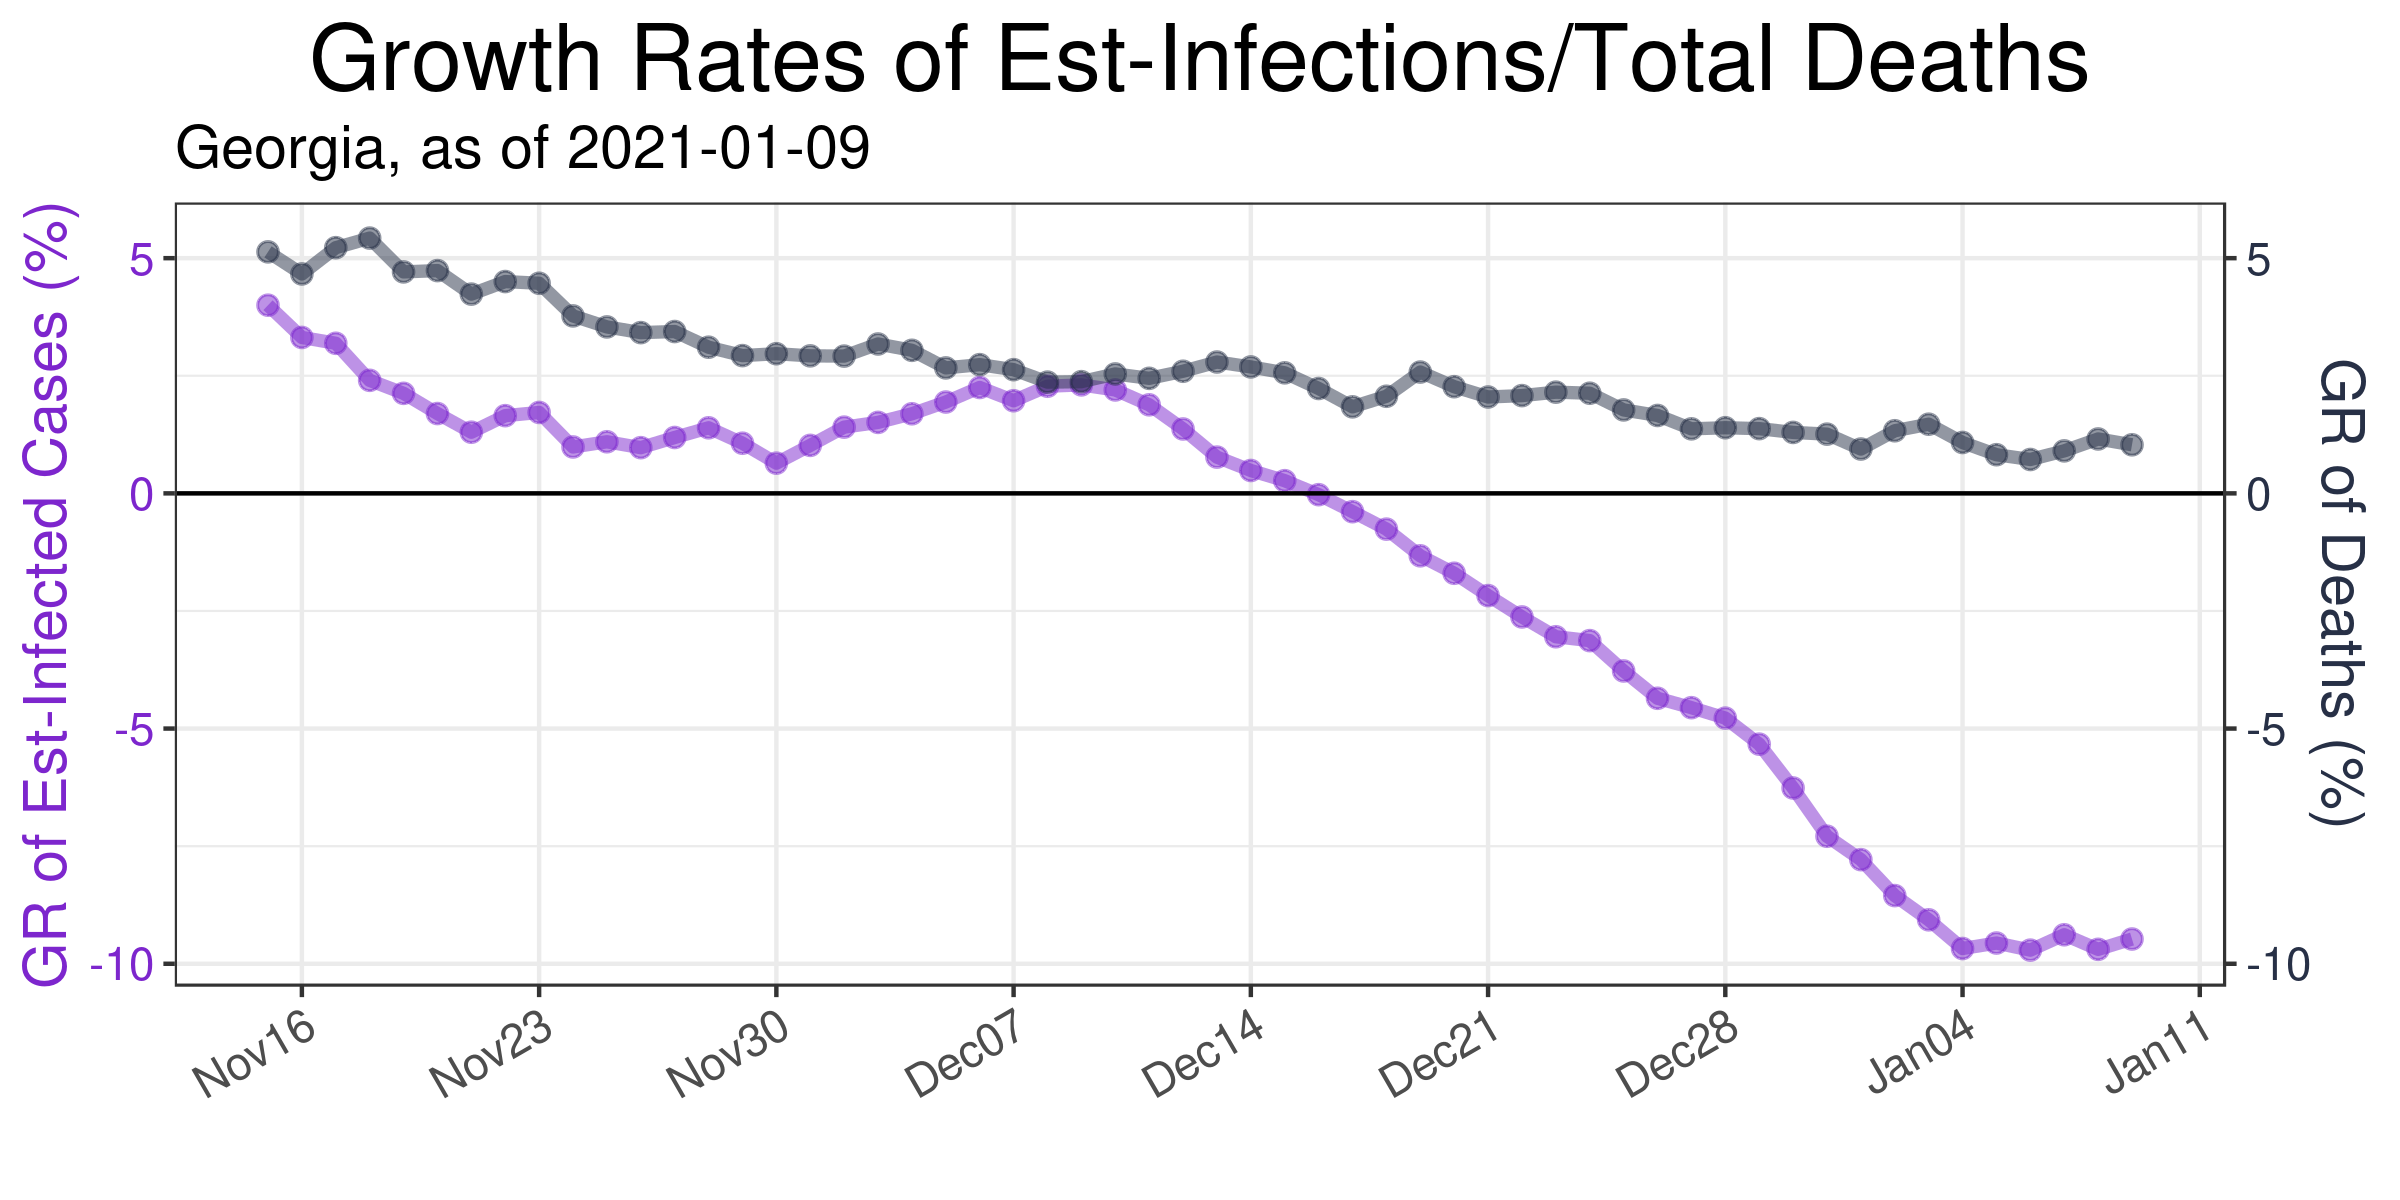 Growth Rates of Est-Infections/Total Deaths
Georgia, as of 2021-01-09
GR of Est-Infected Cases (%)
5
0
-5
-10
5
0
-5
-10
GR of Deaths (%)
Nov16
Nov23
Nov30
Dec07
Dec14
Dec21
Dec28
Jan04
Jan11